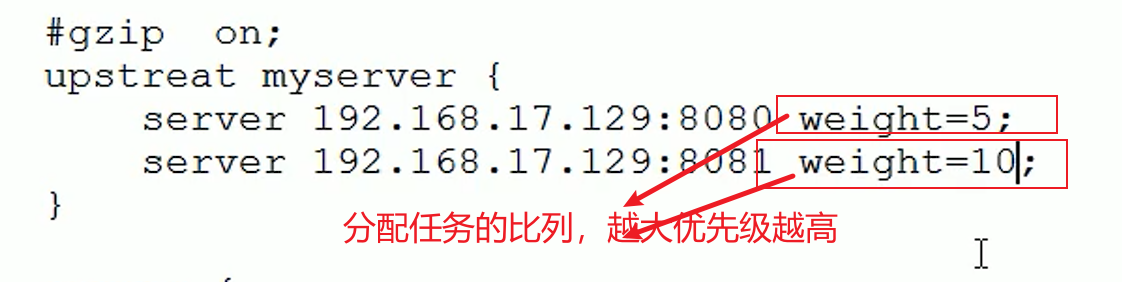 #gzip  on;
upstreat myserver {
    server 192.168.17.129:8080 weight=5;
    server 192.168.17.129:8081 weight=10;
}
分配任务的比列，越大优先级越高